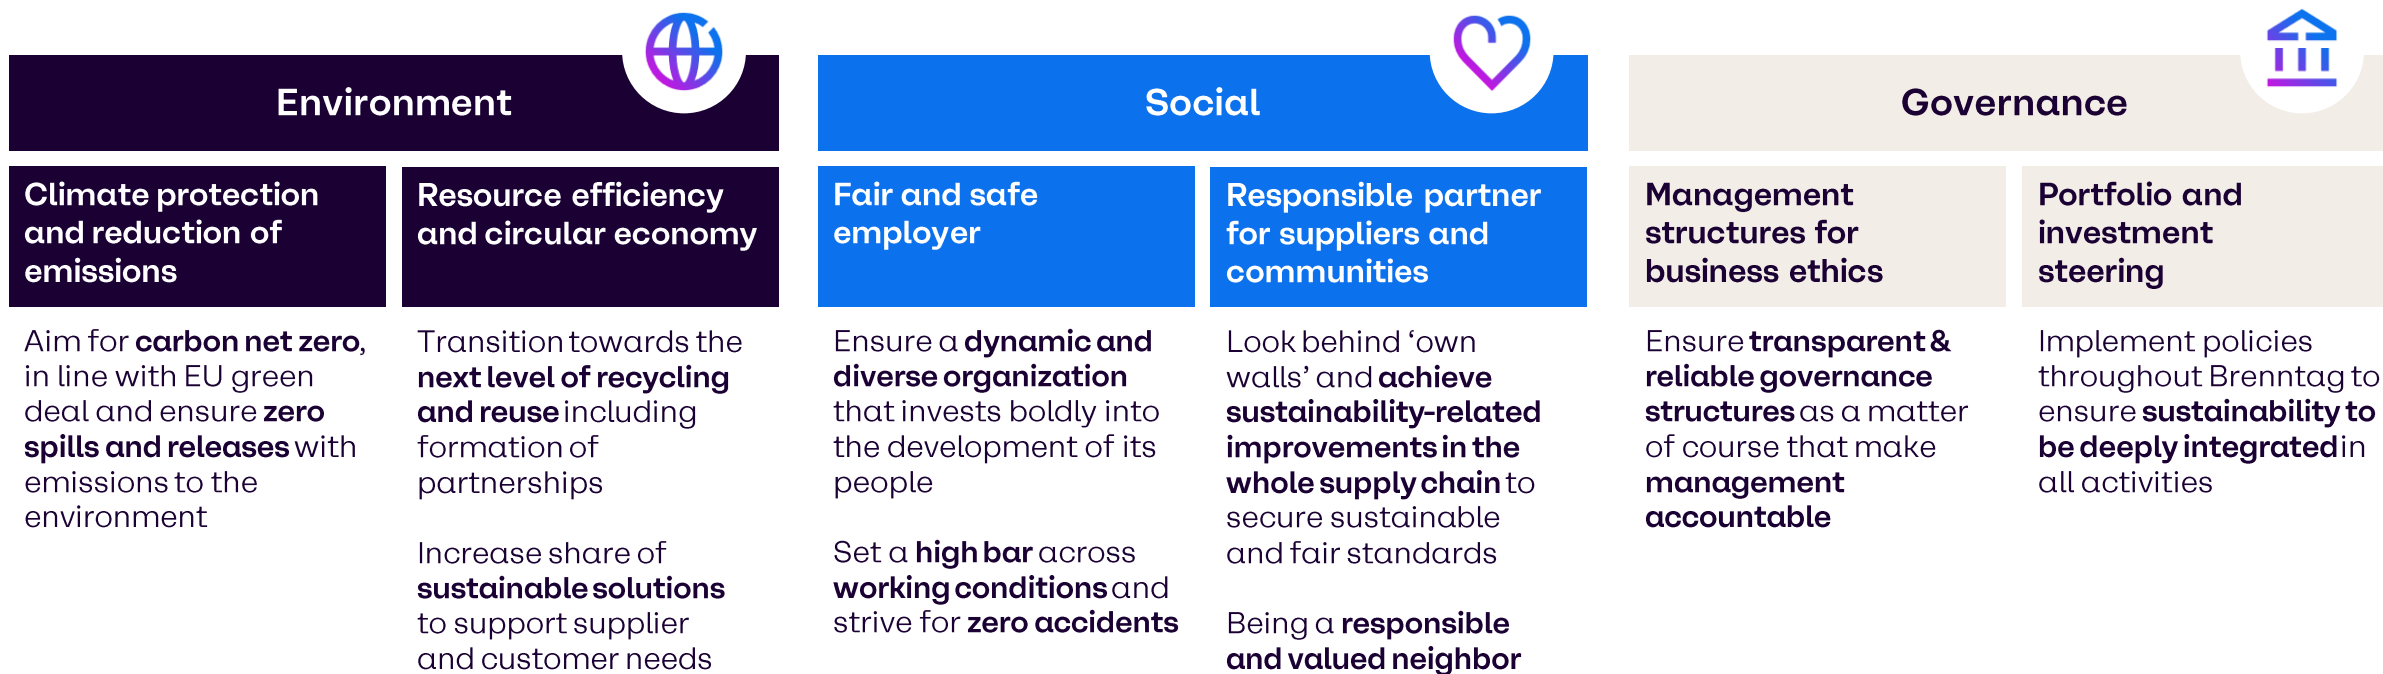 Environment
Climate protection
and reduction of
emissions
Aim for carbon net zero,
in line with EU green
deal and ensure zero
spills and releases with
emissions to the
environment
Resource efficiency
and circular economy
Transition towards the
next level of recycling
and reuse including
formation of
partnerships
Increase share of
sustainable solutions
to support supplier
and customer needs
Social
Fair and safe
employer
Ensure a dynamic and
diverse organization
that invests boldly into
the development of its
people
Set a high bar across
working conditions and
strive for zero accidents
Responsible partner
for suppliers and
communities
Look behind ‘own
walls’ and achieve
sustainability-related
improvements in the
whole supply chain to
secure sustainable
and fair standards
Being a responsible
and valued neighbor
Governance
Management
structures for
business ethics
Ensure transparent &
reliable governance
structures as a matter
of course that make
management
accountable
Portfolio and
investment
steering
Implement policies
throughout Brenntag to
ensure sustainability to
be deeply integrated in
all activities